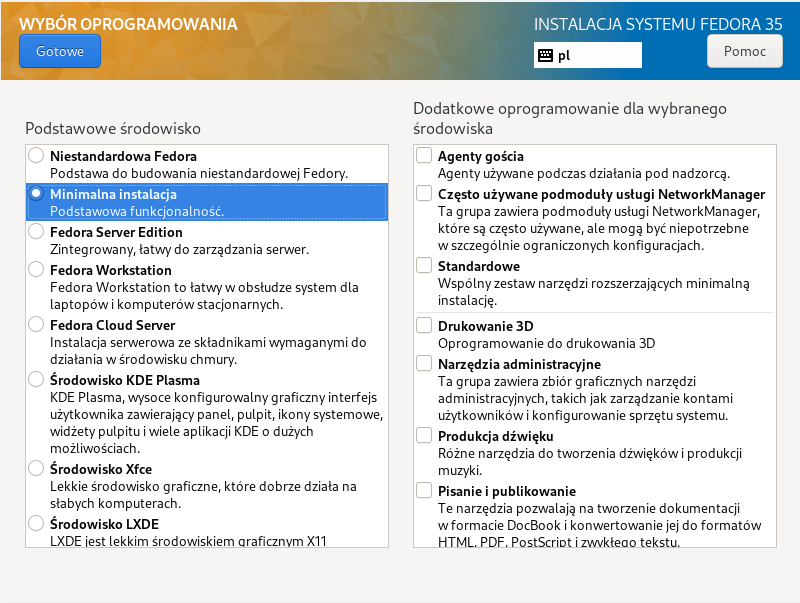 WYBÓR OPROGRAMOWANIA
INSTALACJA SYSTEMU FEDORA 35
Gotowe
pl
Pomoc
Podstawowe środowisko
Niestandardowa Fedora
Podstawa do budowania niestandardowej Fedory.
Minimalna instalacja
Podstawowa funkcjonalność.
Fedora Server Edition
Zintegrowany, łatwy do zarządzania serwer.
Fedora Workstation
Fedora Workstation to łatwy w obsłudze system dla
laptopów i komputerów stacjonarnych.
Fedora Cloud Server
Instalacja serwerowa ze składnikami wymaganymi do
działania w środowisku chmury.
Środowisko KDE Plasma
KDE Plasma, wysoce konfigurowalny graficzny interfejs
użytkownika zawierający panel, pulpit, ikony systemowe,
widżety pulpitu i wiele aplikacji KDE o dużych
możliwościach.
Środowisko Xfce
Lekkie środowisko graficzne, które dobrze działa na
słabych komputerach.
Środowisko LXDE
LXDE jest lekkim środowiskiem graficznym X11
Dodatkowe oprogramowanie dla wybranego
środowiska
Agenty gościa
Agenty używane podczas działania pod nadzorcą.
Często używane podmoduły usługi NetworkManager
Ta grupa zawiera podmoduły usługi NetworkManager,
które są często używane, ale mogą być niepotrzebne
w szczególnie ograniczonych konfiguracjach.
Standardowe
Wspólny zestaw narzędzi rozszerzających minimalną
instalację.
Drukowanie 3D
Oprogramowanie do drukowania 3D
Narzędzia administracyjne
Ta grupa zawiera zbiór graficznych narzędzi
administracyjnych, takich jak zarządzanie kontami
użytkowników i konfigurowanie sprzętu systemu.
Produkcja dźwięku
Różne narzędzia do tworzenia dźwięków i produkcji
muzyki.
Pisanie i publikowanie
Te narzędzia pozwalają na tworzenie dokumentacji
w formacie DocBook i konwertowanie jej do formatów
HTML, PDF, PostScript i zwykłego tekstu.